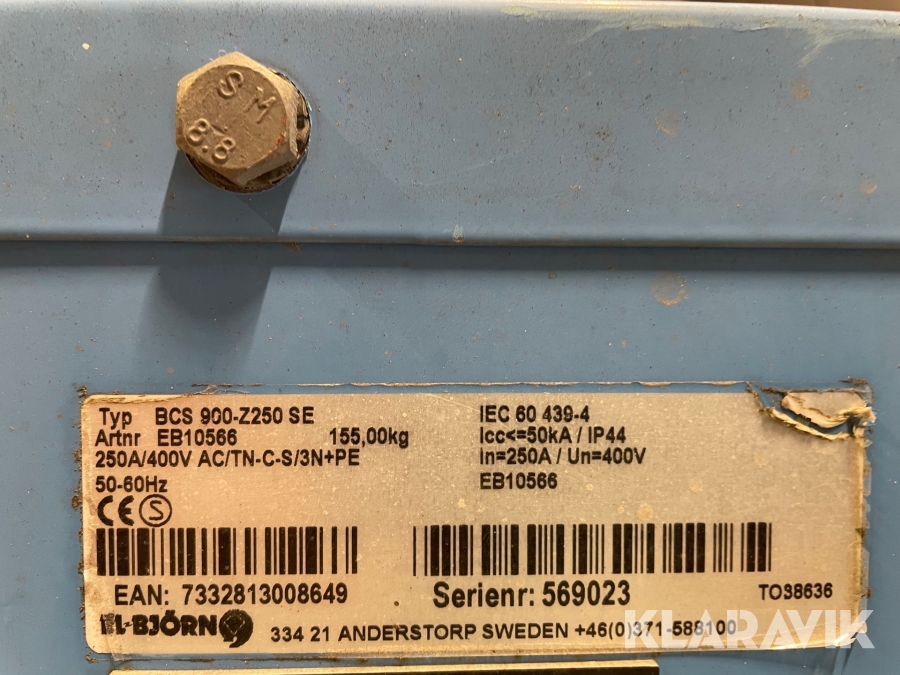 SM
8.8
Typ BCS 900-Z250 SE
Artnr EB10566 155,00kg
250A/400V AC/TN-C-S/3N+PE
50-60Hz
CE S
IEC 60 439-4
Icc<=50kA / IP44
In=250A / Un=400V
EB10566
EAN: 7332813008649
Serienr: 569023
TO38636
EL-BJÖRN
334 21 ANDERSTORP SWEDEN +46(0)371-588100
KLARAVIK